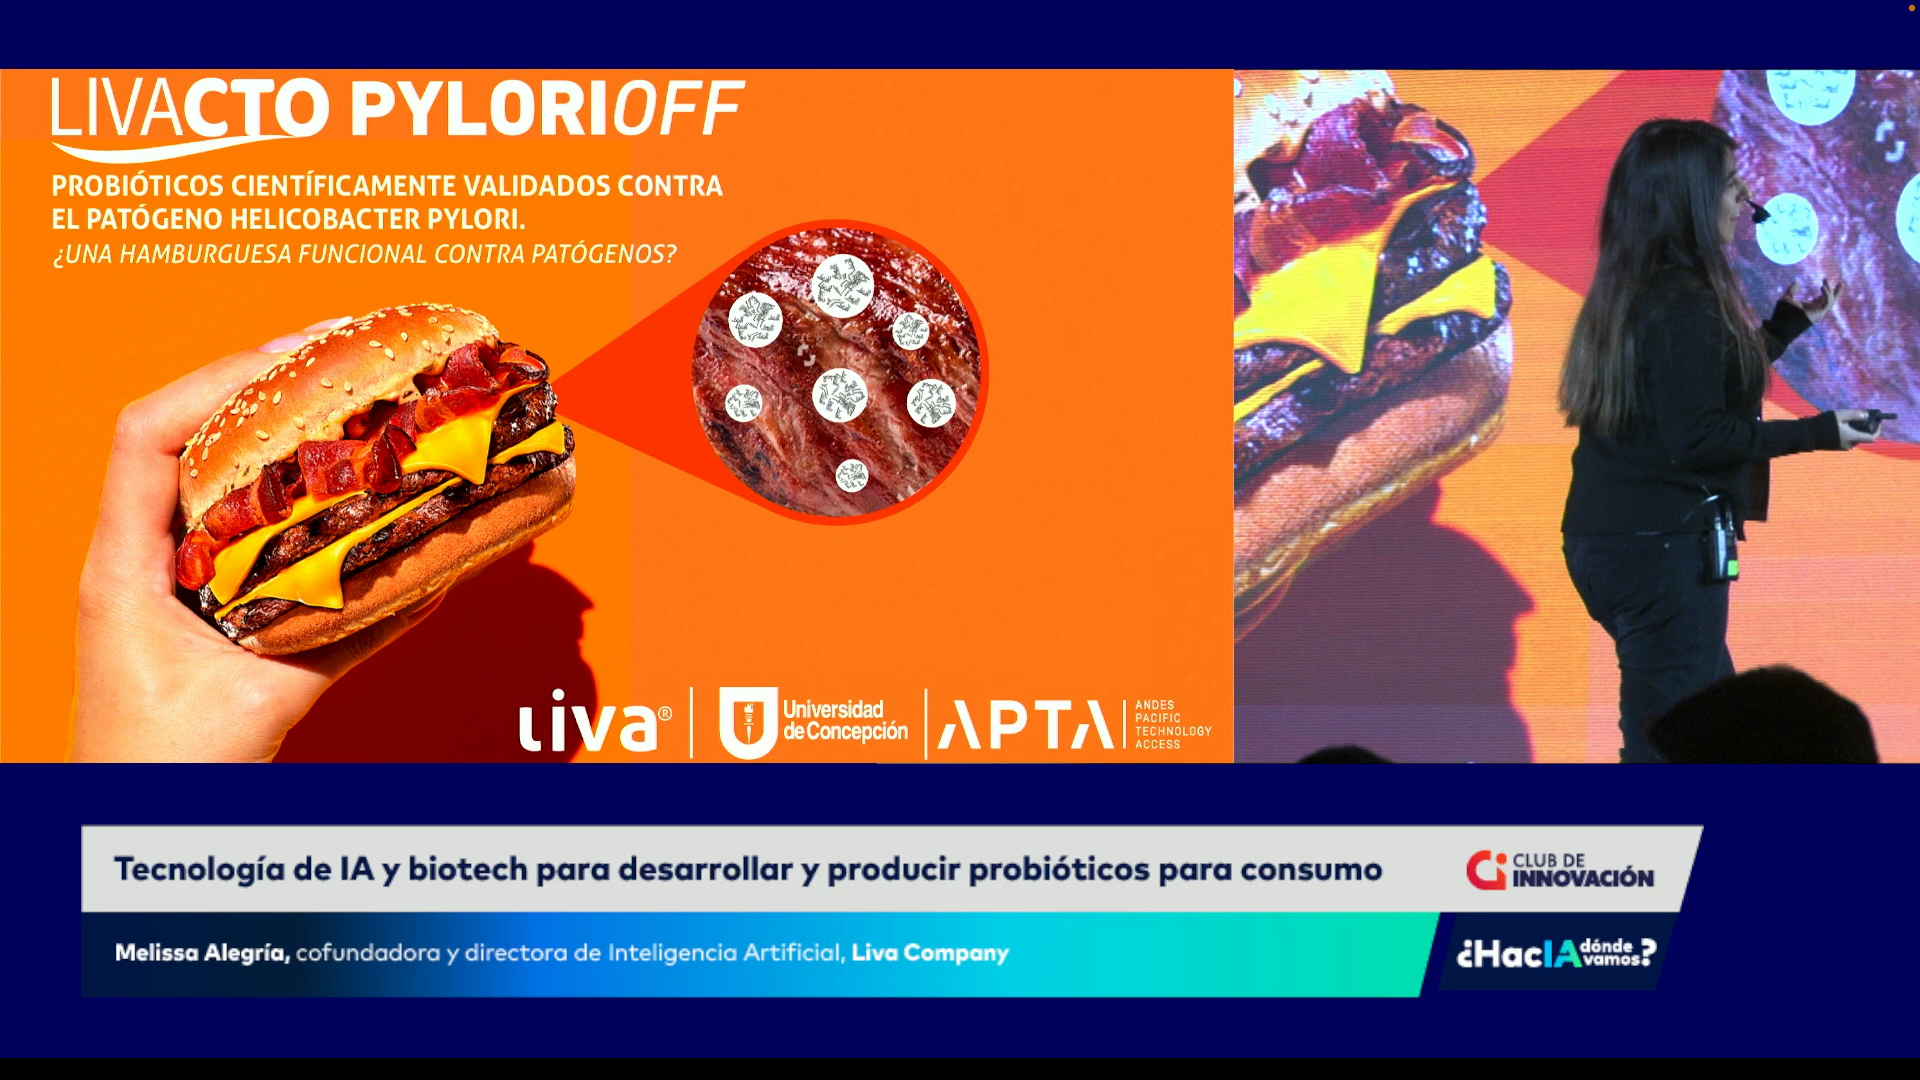 LIVACTO PYLORIOFF
PROBIÓTICOS CIENTÍFICAMENTE VALIDADOS CONTRA
EL PATÓGENO HELICOBACTER PYLORI.
¿UNA HAMBURGUESA FUNCIONAL CONTRA PATÓGENOS?
Liva®
Universidad
de Concepción
APTA
ANDES
PACIFIC
TECHNOLOGY
ACCESS
Tecnología de IA y biotech para desarrollar y producir probióticos para consumo
CLUB DE
INNOVACIÓN
Melissa Alegría, cofundadora y directora de Inteligencia Artificial, Liva Company
¿HacIA dónde vamos?